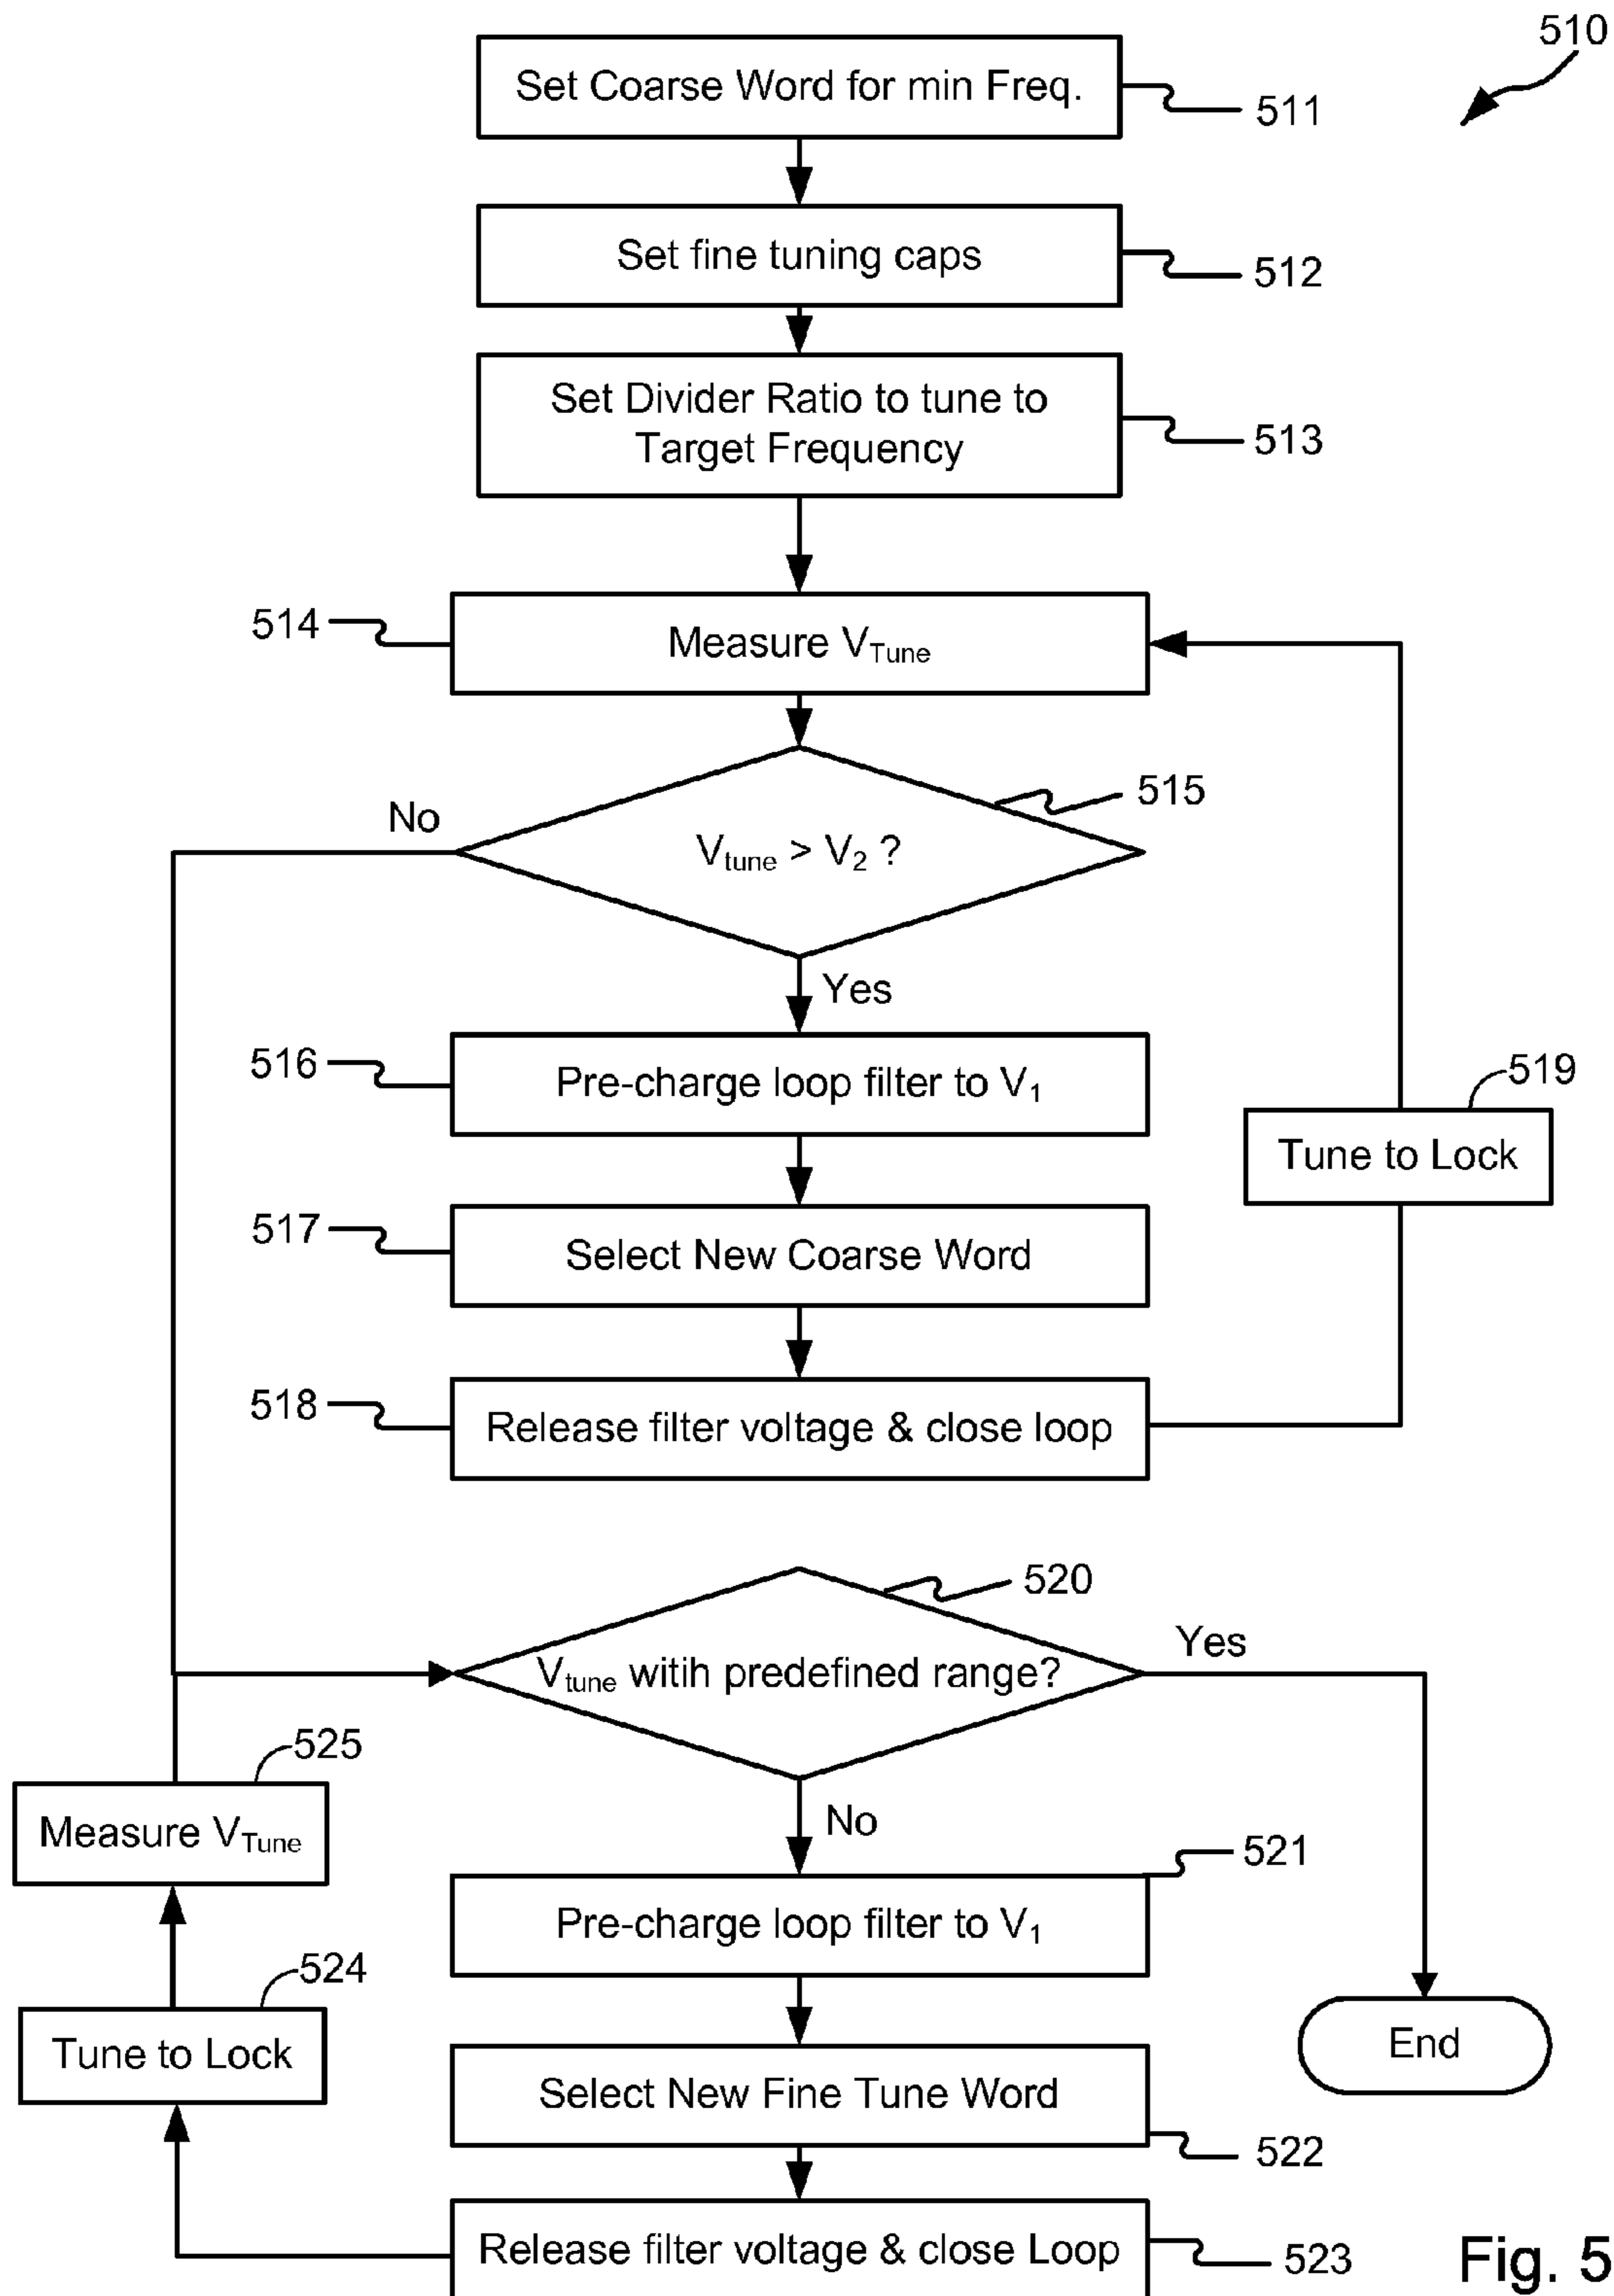 510
Set Coarse Word for min Freq.
511
Set fine tuning caps
512
Set Divider Ratio to tune to
Target Frequency
513
514
Measure VTune
515
No
Vtune > V2 ?
Yes
516
Pre-charge loop filter to V1
519
Tune to Lock
517
Select New Coarse Word
518
Release filter voltage & close loop
520
Yes
Vtune witih predefined range?
525
Measure VTune
No
521
Pre-charge loop filter to V1
524
Tune to Lock
End
Select New Fine Tune Word
522
Release filter voltage & close Loop
523
Fig. 5